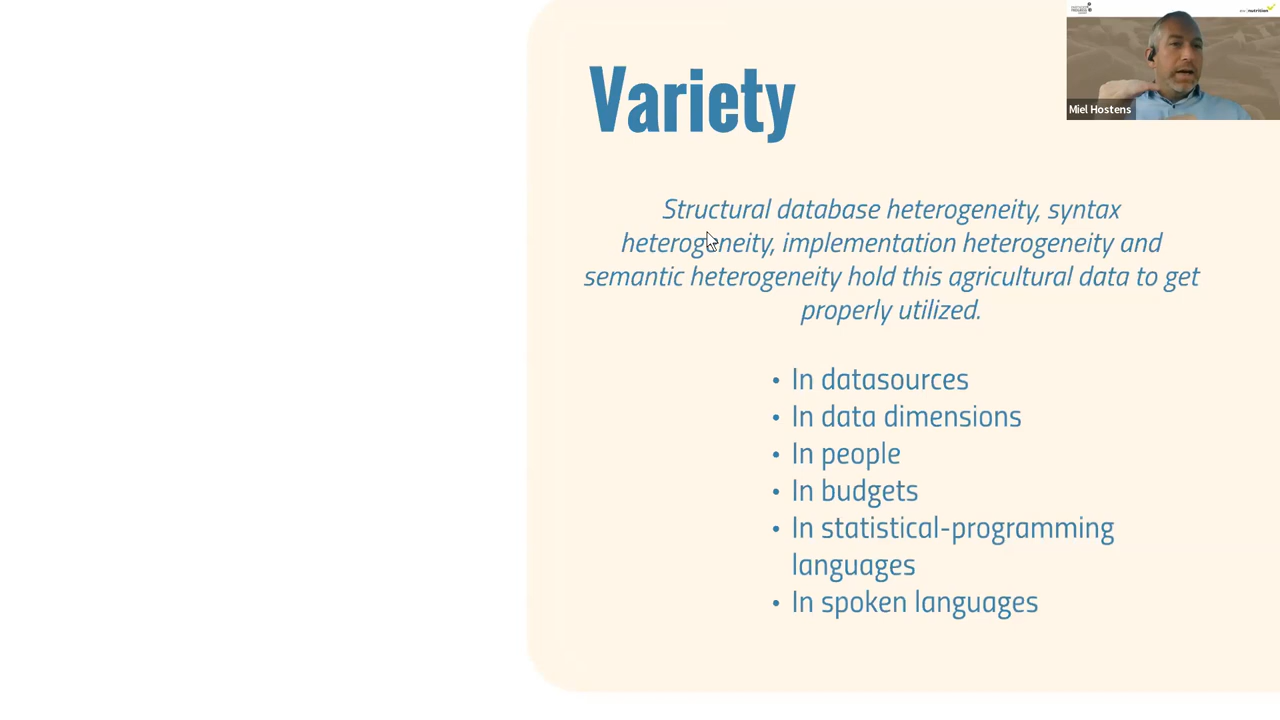 Variety
Miel Hostens
Structural database heterogeneity, syntax
heterogeneity, implementation heterogeneity and
semantic heterogeneity hold this agricultural data to get
properly utilized.
• In datasources
• In data dimensions
• In people
• In budgets
• In statistical-programming
languages
• In spoken languages